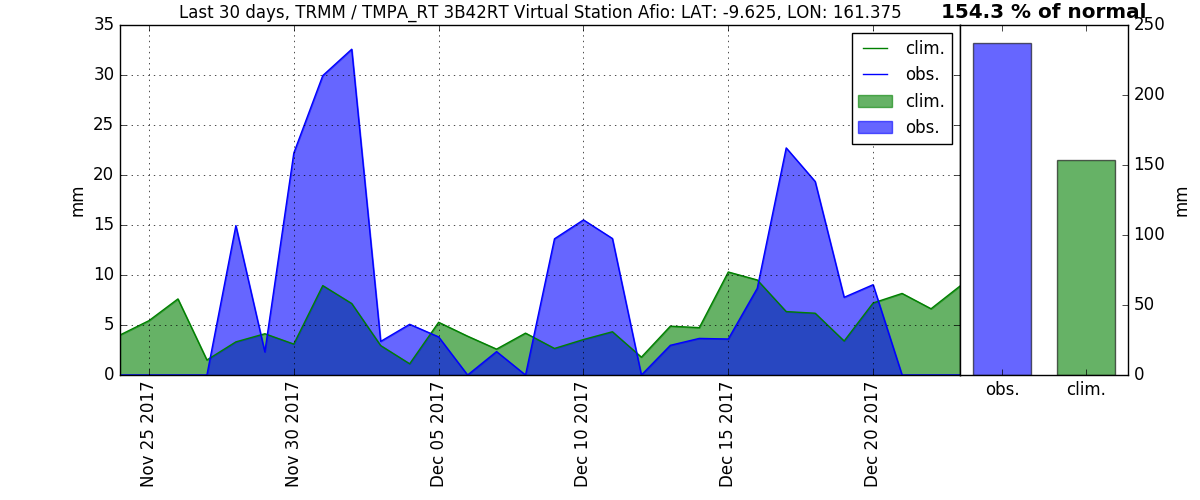 Last 30 days, TRMM / TMPA_RT 3B42RT Virtual Station Afio: LAT: -9.625, LON: 161.375
154.3 % of normal
35
30
25
20
15
10
5
0
mm
clim.
obs.
clim.
obs.
250
200
150
100
50
0
mm
obs.
clim.
Nov 25 2017
Nov 30 2017
Dec 05 2017
Dec 10 2017
Dec 15 2017
Dec 20 2017